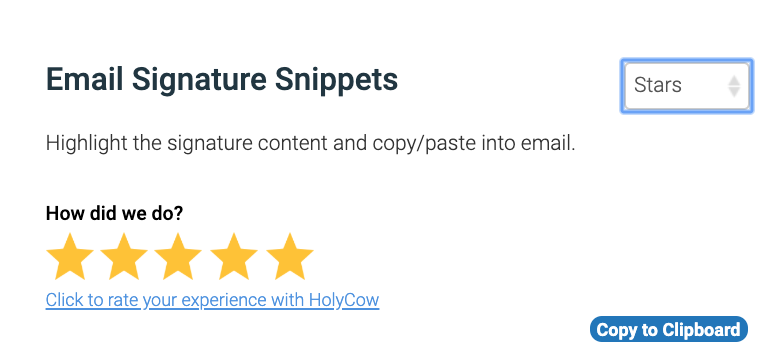 Email Signature Snippets
Stars
Highlight the signature content and copy/paste into email.
How did we do?
Click to rate your experience with HolyCow
Copy to Clipboard